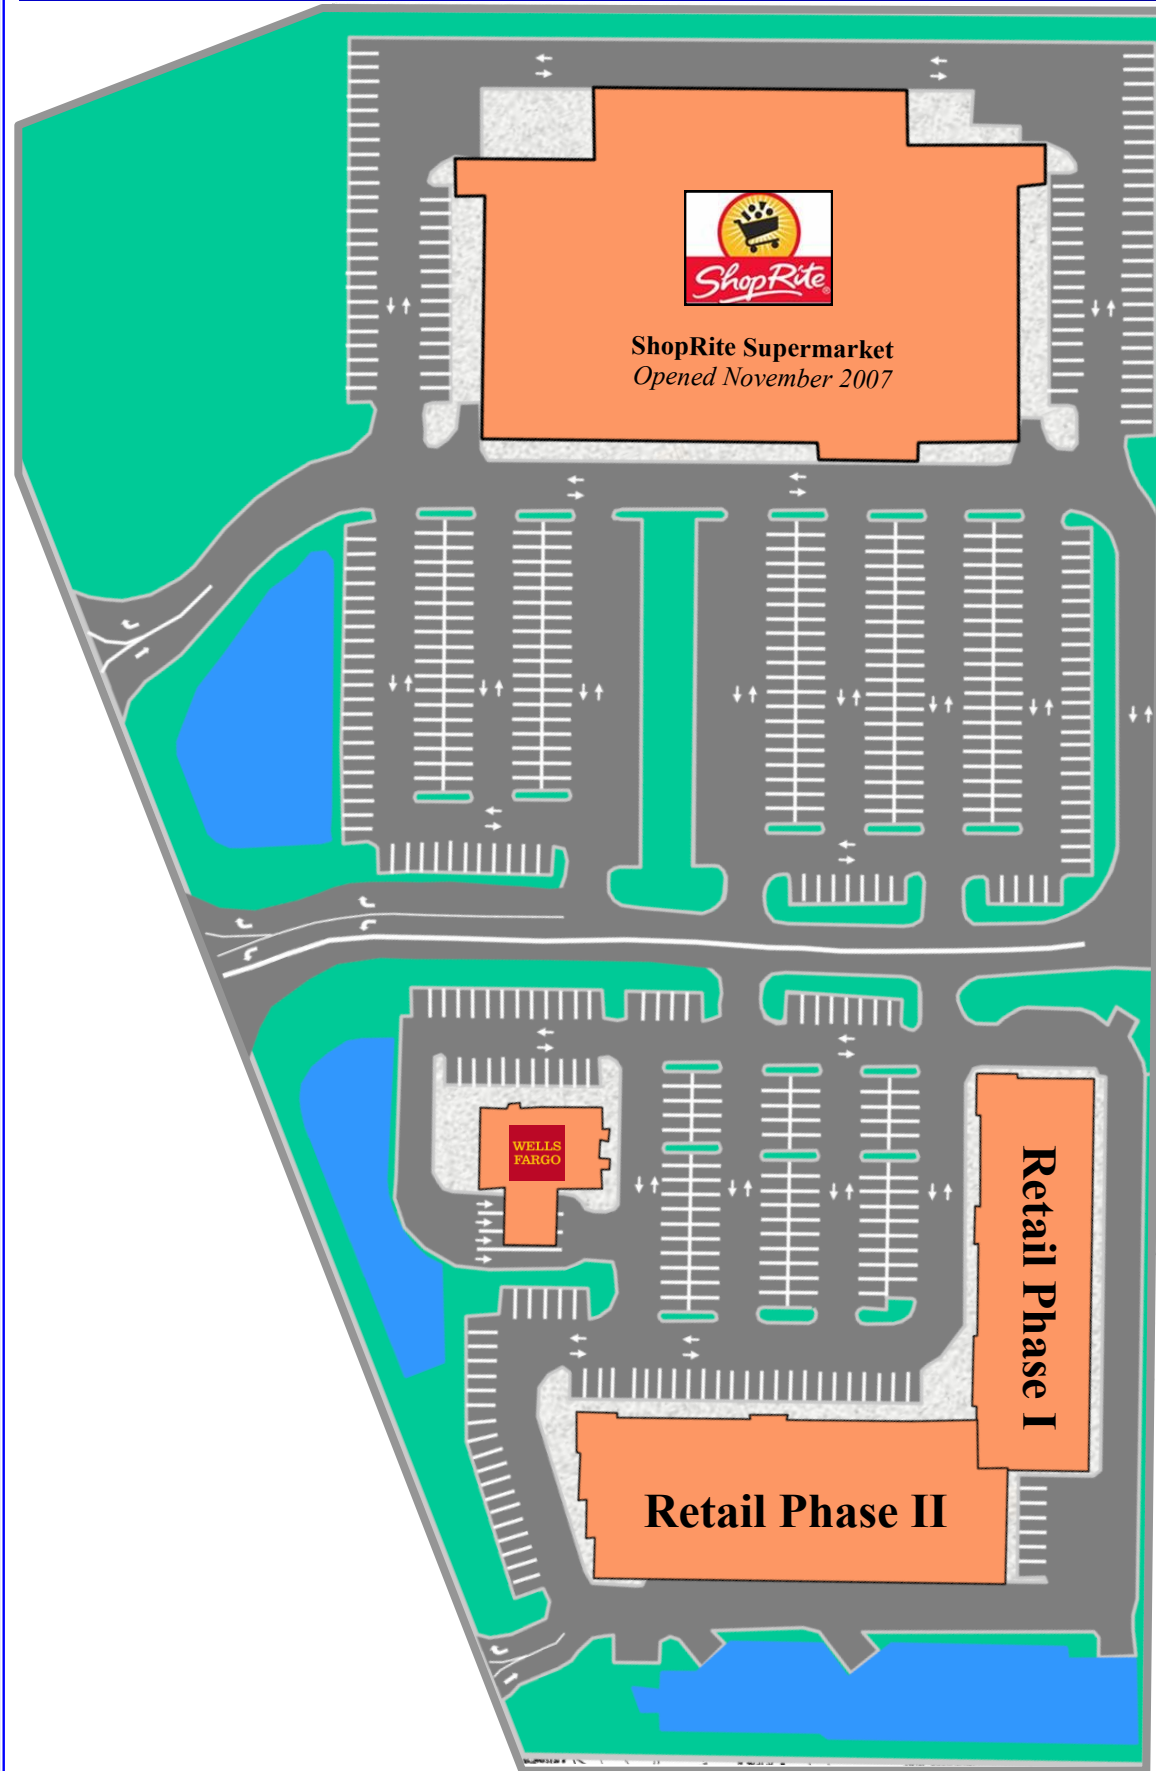 ShopRite®
ShopRite Supermarket
Opened November 2007
WELLS
FARGO
Retail Phase I
Retail Phase II